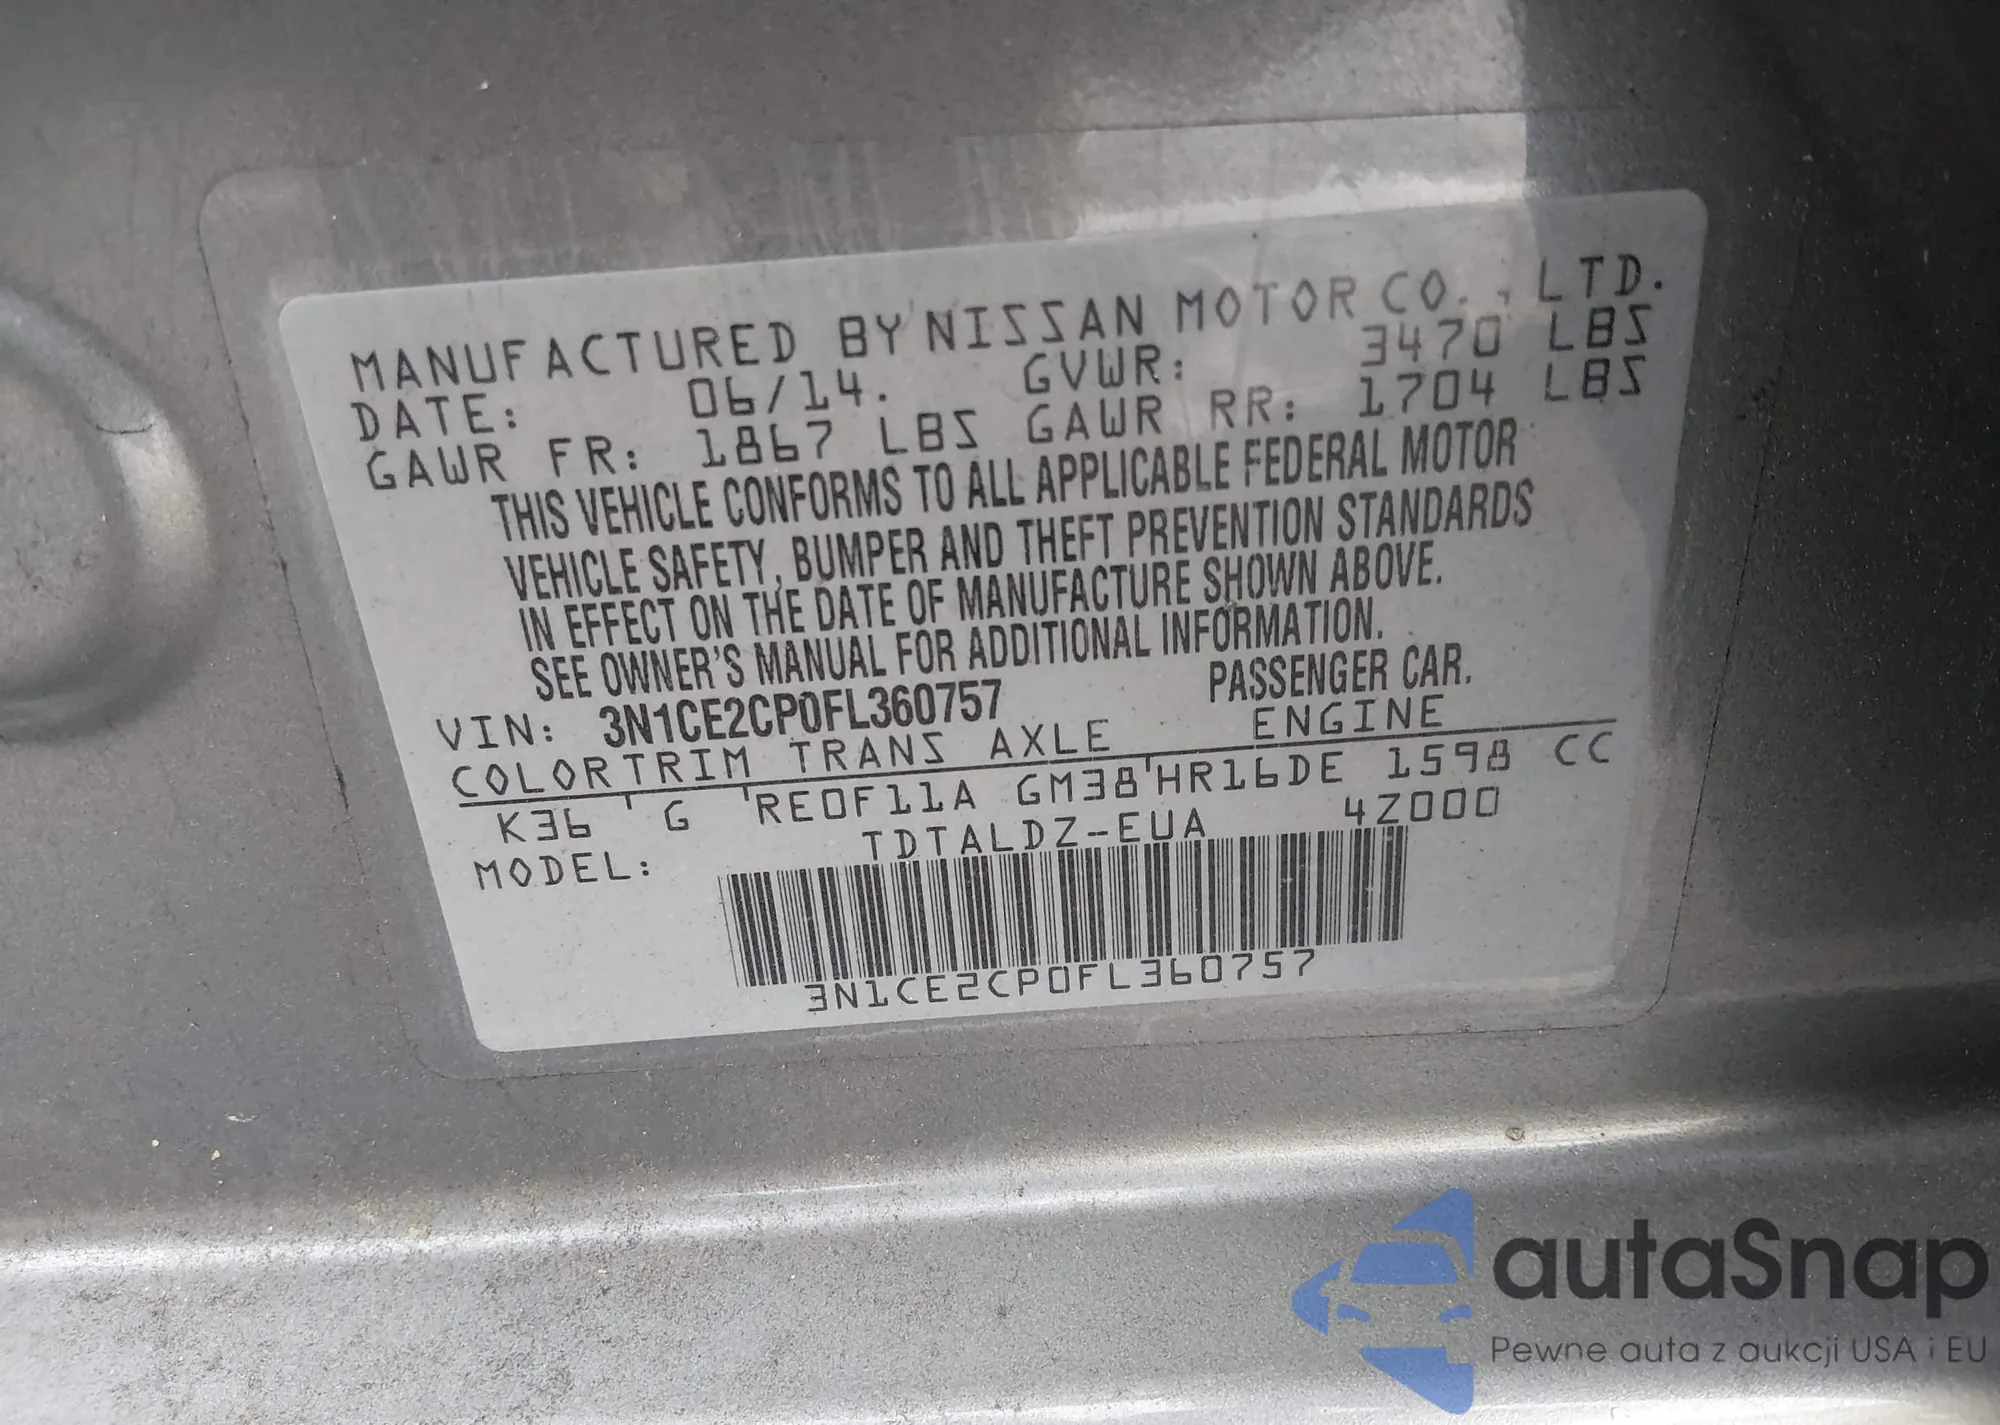 MANUFACTURED BY NISSAN MOTOR CO., LTD.
DATE: 06/14. GVWR: 3470 LBS
GAWR FR: 1867 LBS GAWR RR: 1704 LBS
THIS VEHICLE CONFORMS TO ALL APPLICABLE FEDERAL MOTOR
VEHICLE SAFETY, BUMPER AND THEFT PREVENTION STANDARDS
IN EFFECT ON THE DATE OF MANUFACTURE SHOWN ABOVE.
SEE OWNER'S MANUAL FOR ADDITIONAL INFORMATION.
VIN: 3N1CE2CP0FL360757 PASSENGER CAR.
COLOR TRIM TRANS AXLE ENGINE
K36 G RE0F11A GM38 HR16DE 1598 CC
MODEL: TDTALDZ-EUA 4Z000
3N1CE2CP0FL360757
autaSnap
Pewne auta z aukcji USA i EU